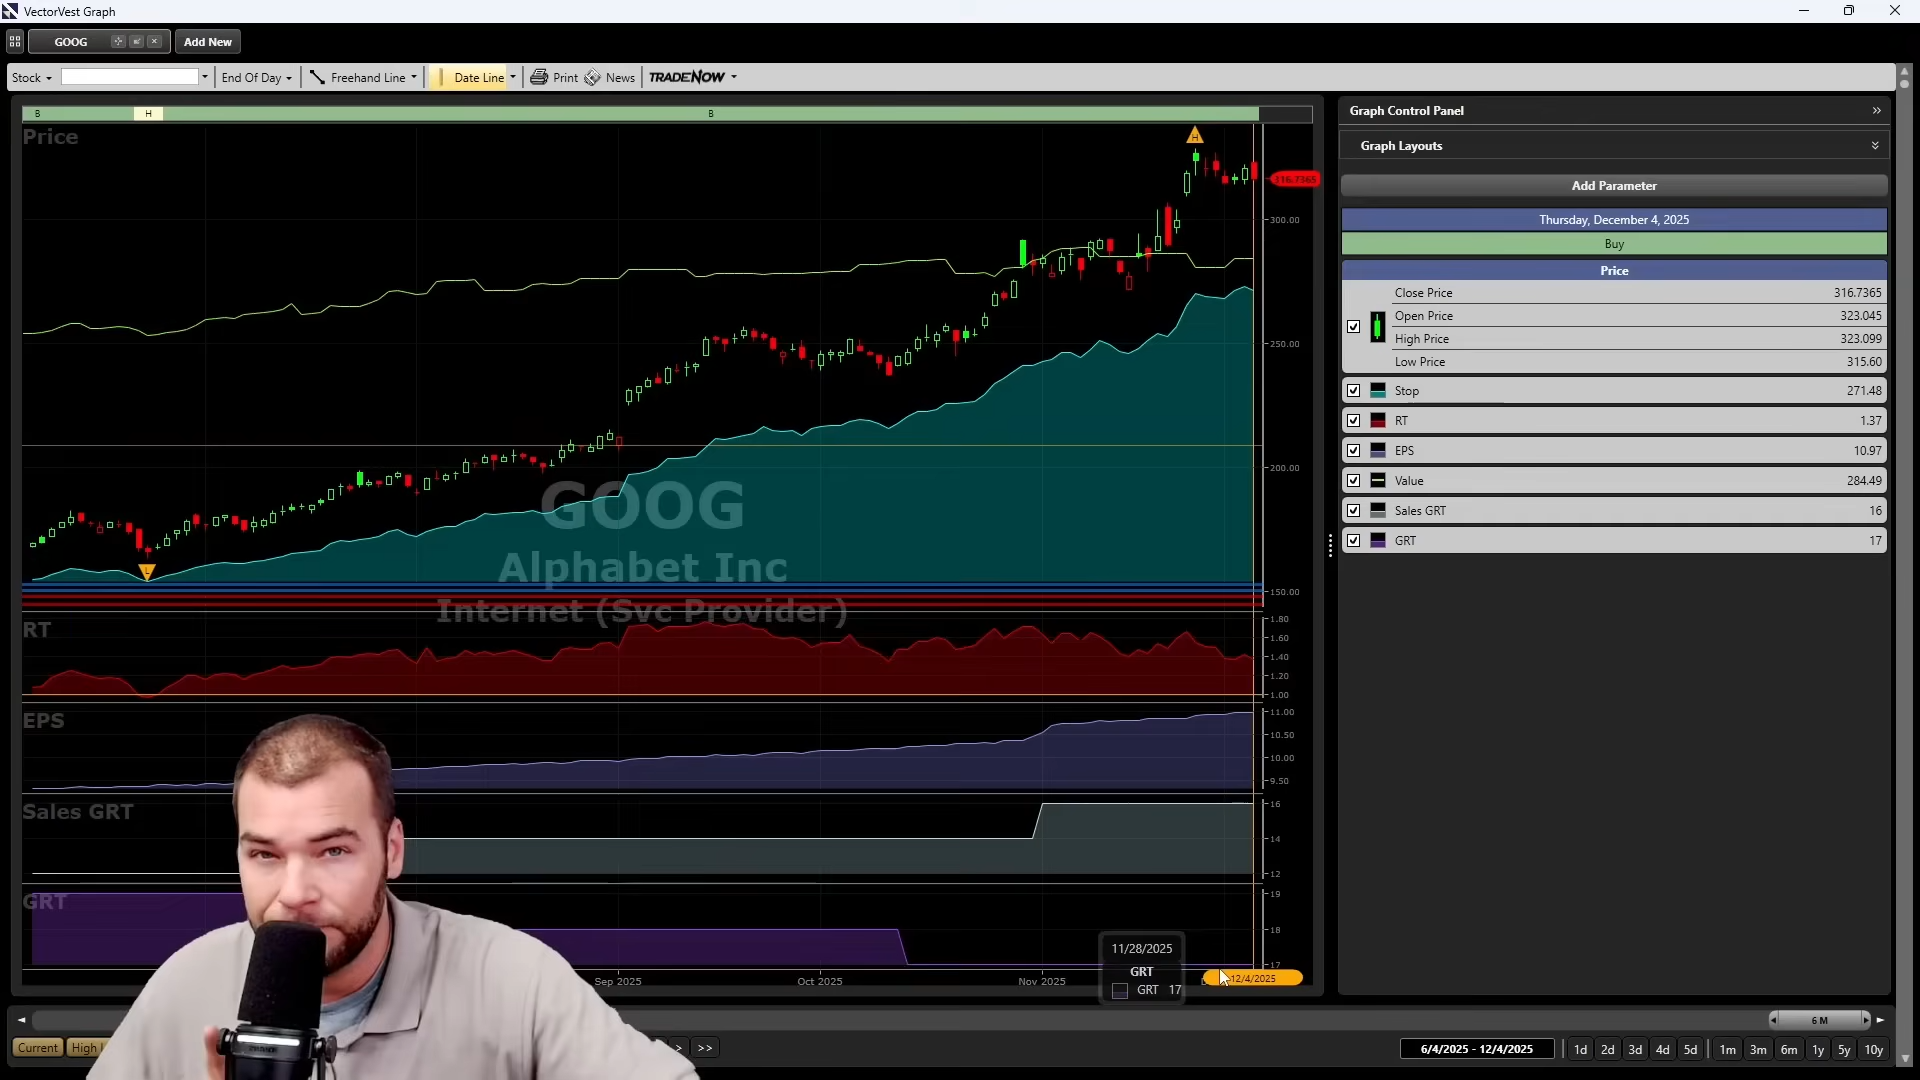 VectorVest Graph
GOOG
Add New
Stock
End Of Day
Freehand Line
Date Line
Print
News
TRADENOW
B
H
B
Price
H
316.7365
300.00
250.00
200.00
150.00
L
GOOG
Alphabet Inc
Internet (Svc Provider)
RT
1.80
1.60
1.40
1.20
1.00
EPS
11.00
10.50
10.00
9.50
Sales GRT
16
14
12
GRT
19
18
17
11/28/2025
GRT
GRT 17
Sep 2025
Oct 2025
Nov 2025
12/4/2025
Graph Control Panel
Graph Layouts
Add Parameter
Thursday, December 4, 2025
Buy
Price
Close Price 316.7365
Open Price 323.045
High Price 323.099
Low Price 315.60
Stop 271.48
RT 1.37
EPS 10.97
Value 284.49
Sales GRT 16
GRT 17
6 M
Current
High
>
>>
6/4/2025 - 12/4/2025
1d 2d 3d 4d 5d 1m 3m 6m 1y 5y 10y